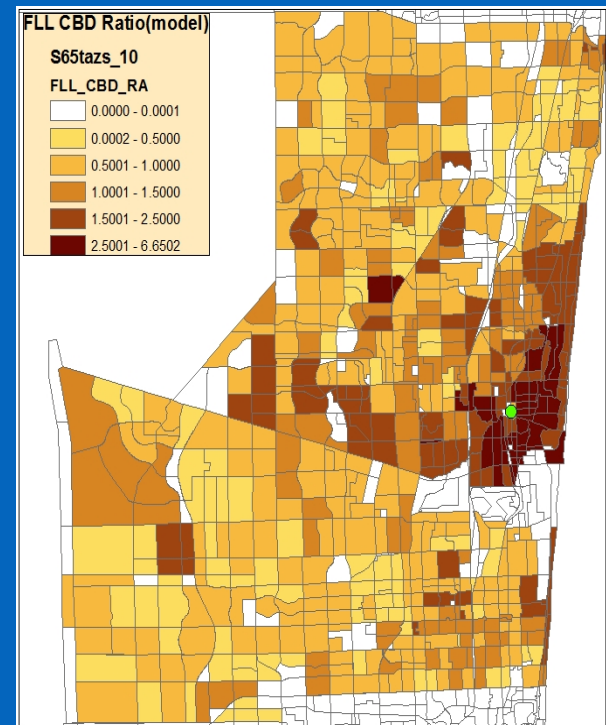 FLL CBD Ratio(model)
S65tazs_10
FLL_CBD_RA
0.0000 - 0.0001
0.0002 - 0.5000
0.5001 - 1.0000
1.0001 - 1.5000
1.5001 - 2.5000
2.5001 - 6.6502